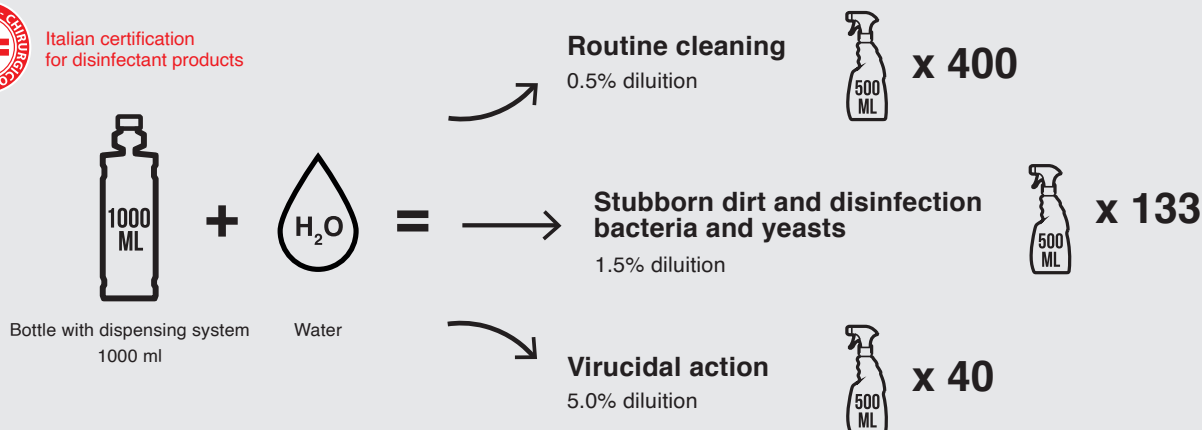 CHIRURGICO
Italian certification
for disinfectant products
1000
ML
Bottle with dispensing system
1000 ml
+
H₂O
Water
=
Routine cleaning
0.5% diluition
500
ML
x 400
Stubborn dirt and disinfection
bacteria and yeasts
1.5% diluition
500
ML
x 133
Virucidal action
5.0% diluition
500
ML
x 40